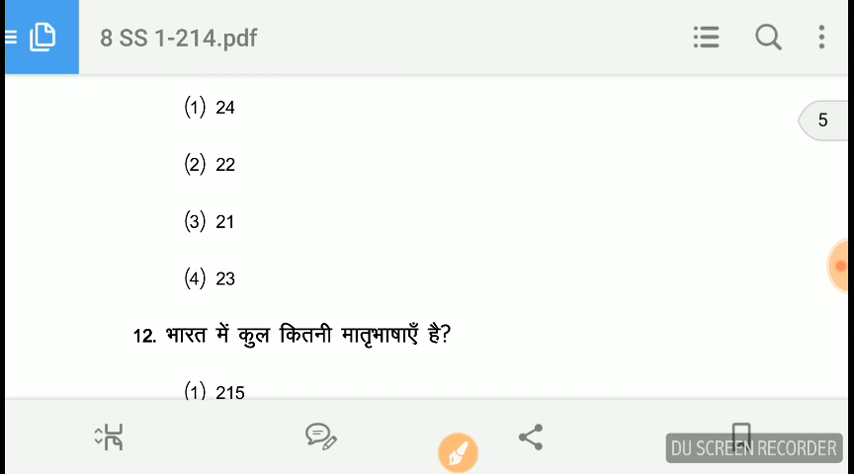 8 SS 1-214.pdf
(1) 24
5
(2) 22
(3) 21
(4) 23
12. भारत में कुल कितनी मातृभाषाएँ है?
(1) 215
DU SCREEN RECORDER